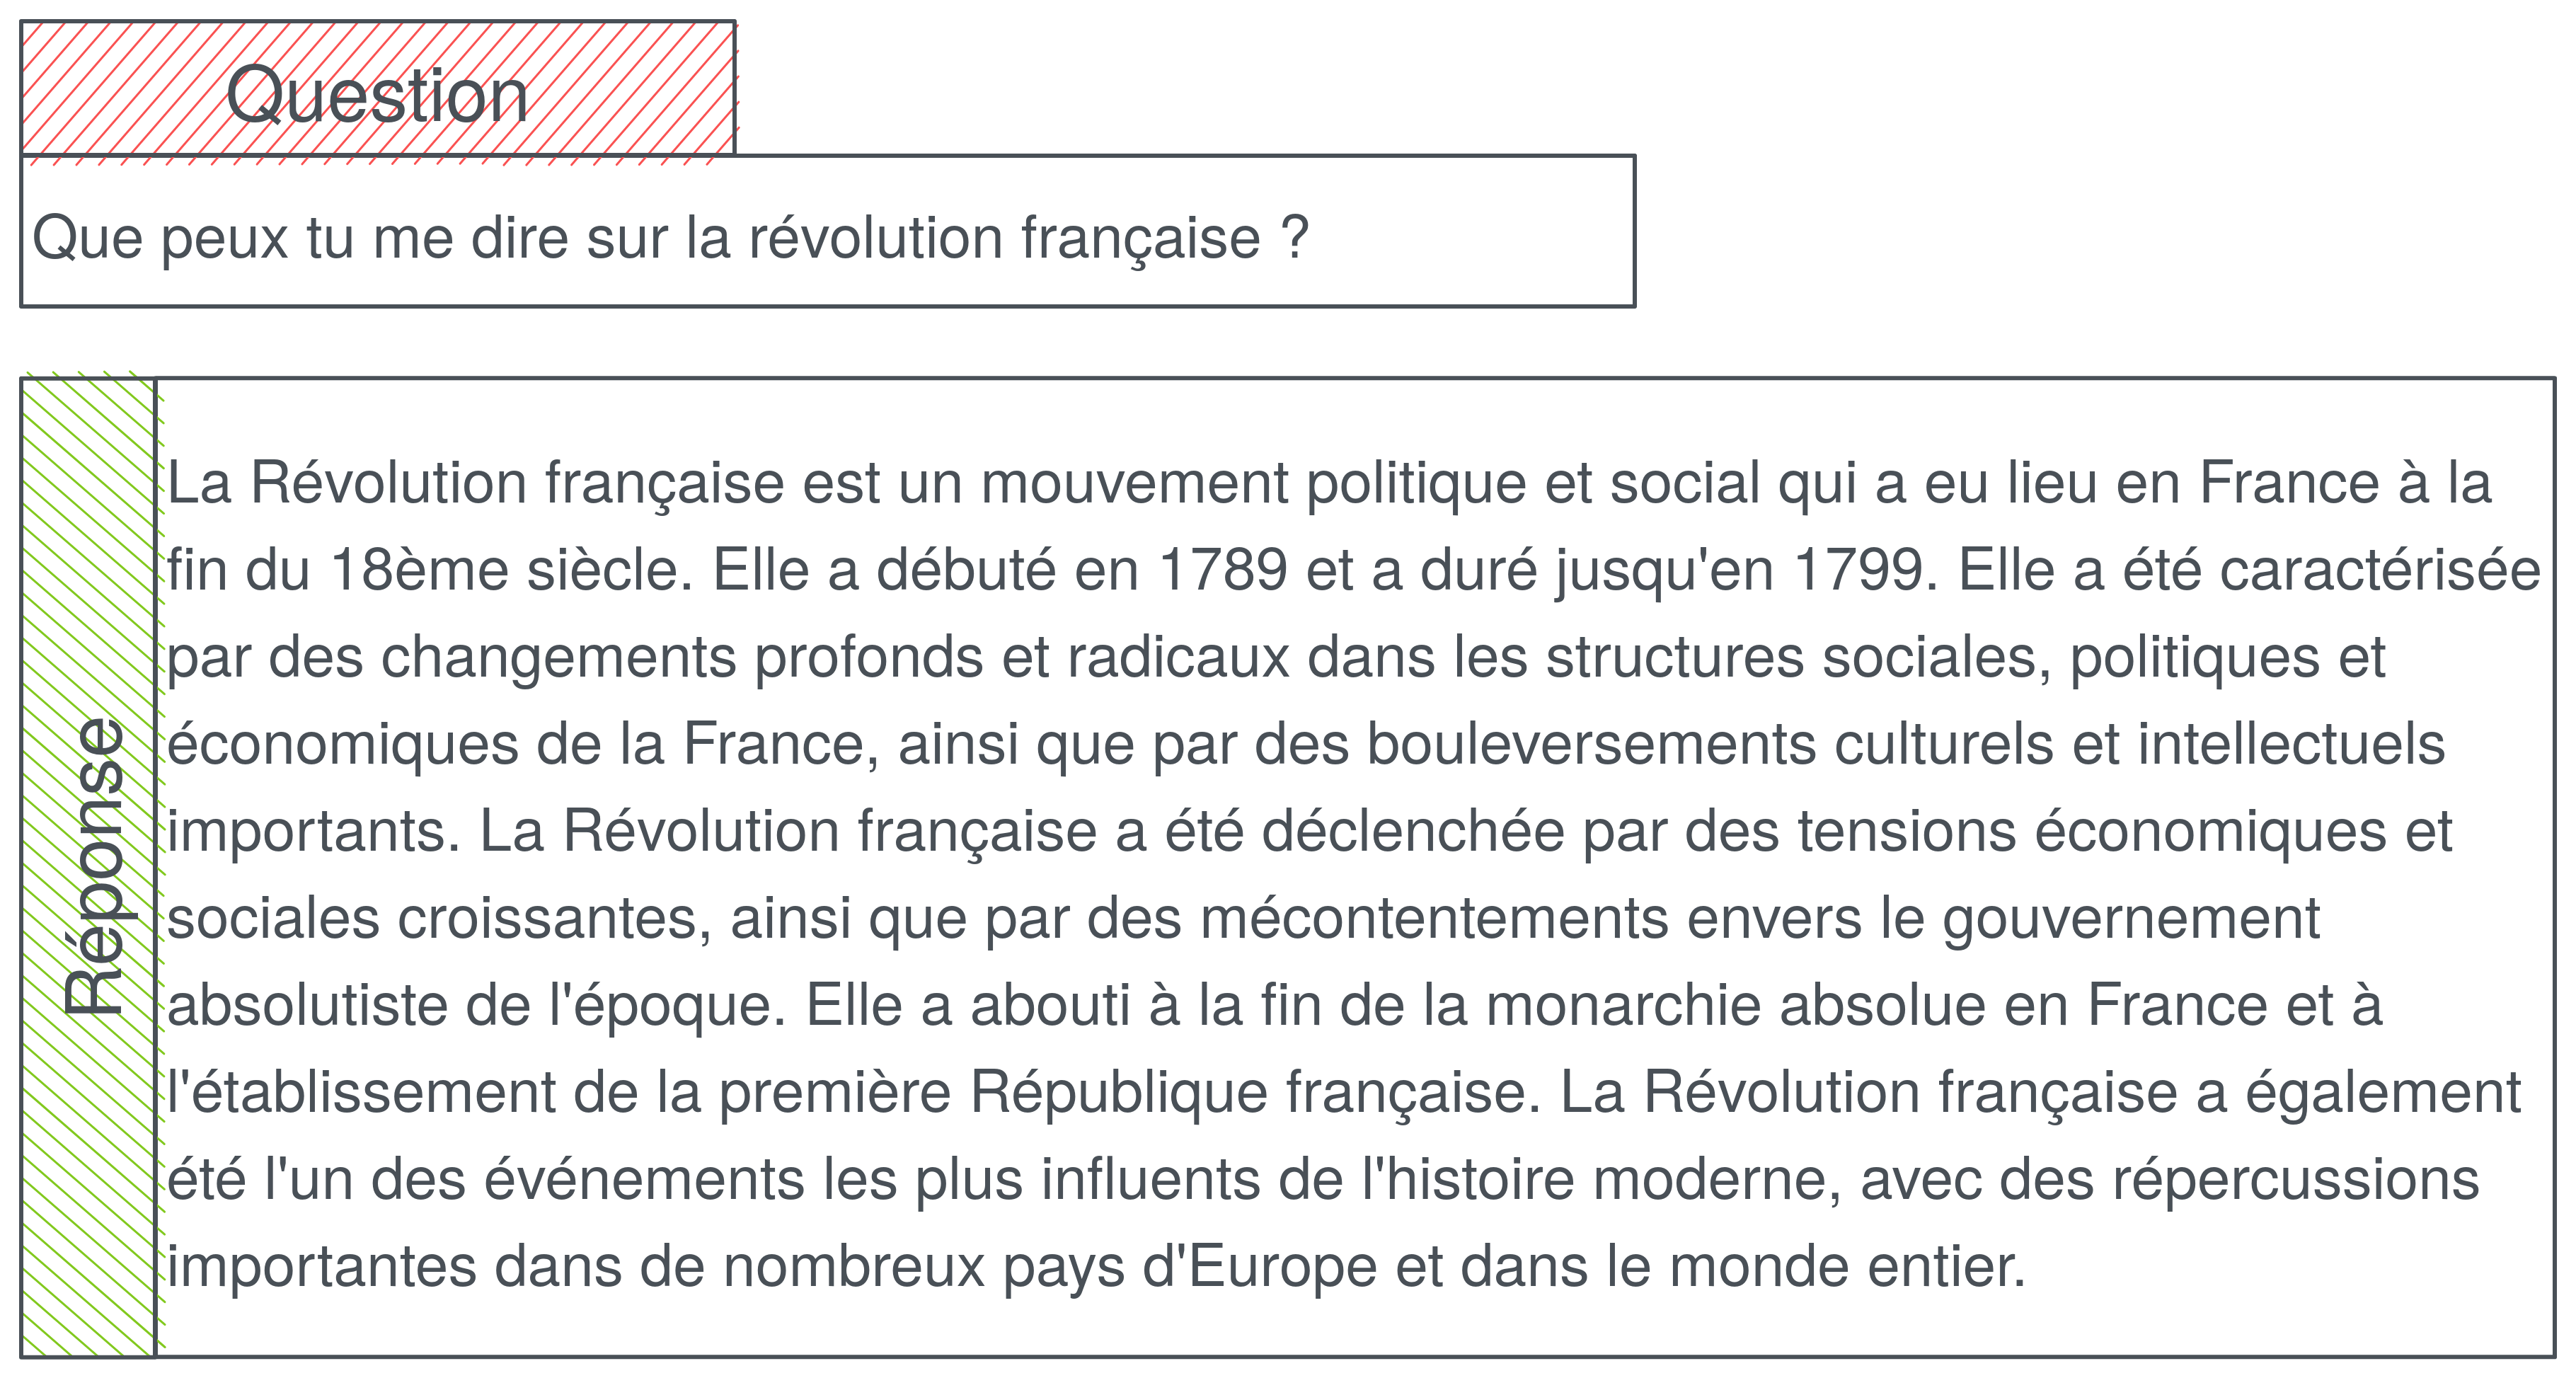 Question
Que peux tu me dire sur la révolution française ?
Réponse
La Révolution française est un mouvement politique et social qui a eu lieu en France à la
fin du 18ème siècle. Elle a débuté en 1789 et a duré jusqu'en 1799. Elle a été caractérisée
par des changements profonds et radicaux dans les structures sociales, politiques et
économiques de la France, ainsi que par des bouleversements culturels et intellectuels
importants. La Révolution française a été déclenchée par des tensions économiques et
sociales croissantes, ainsi que par des mécontentements envers le gouvernement
absolutiste de l'époque. Elle a abouti à la fin de la monarchie absolue en France et à
l'établissement de la première République française. La Révolution française a également
été l'un des événements les plus influents de l'histoire moderne, avec des répercussions
importantes dans de nombreux pays d'Europe et dans le monde entier.